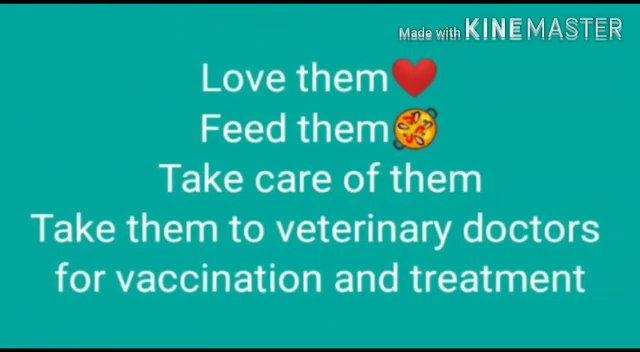 Made with KINEMASTER
Love them❤️
Feed them🥘
Take care of them
Take them to veterinary doctors
for vaccination and treatment